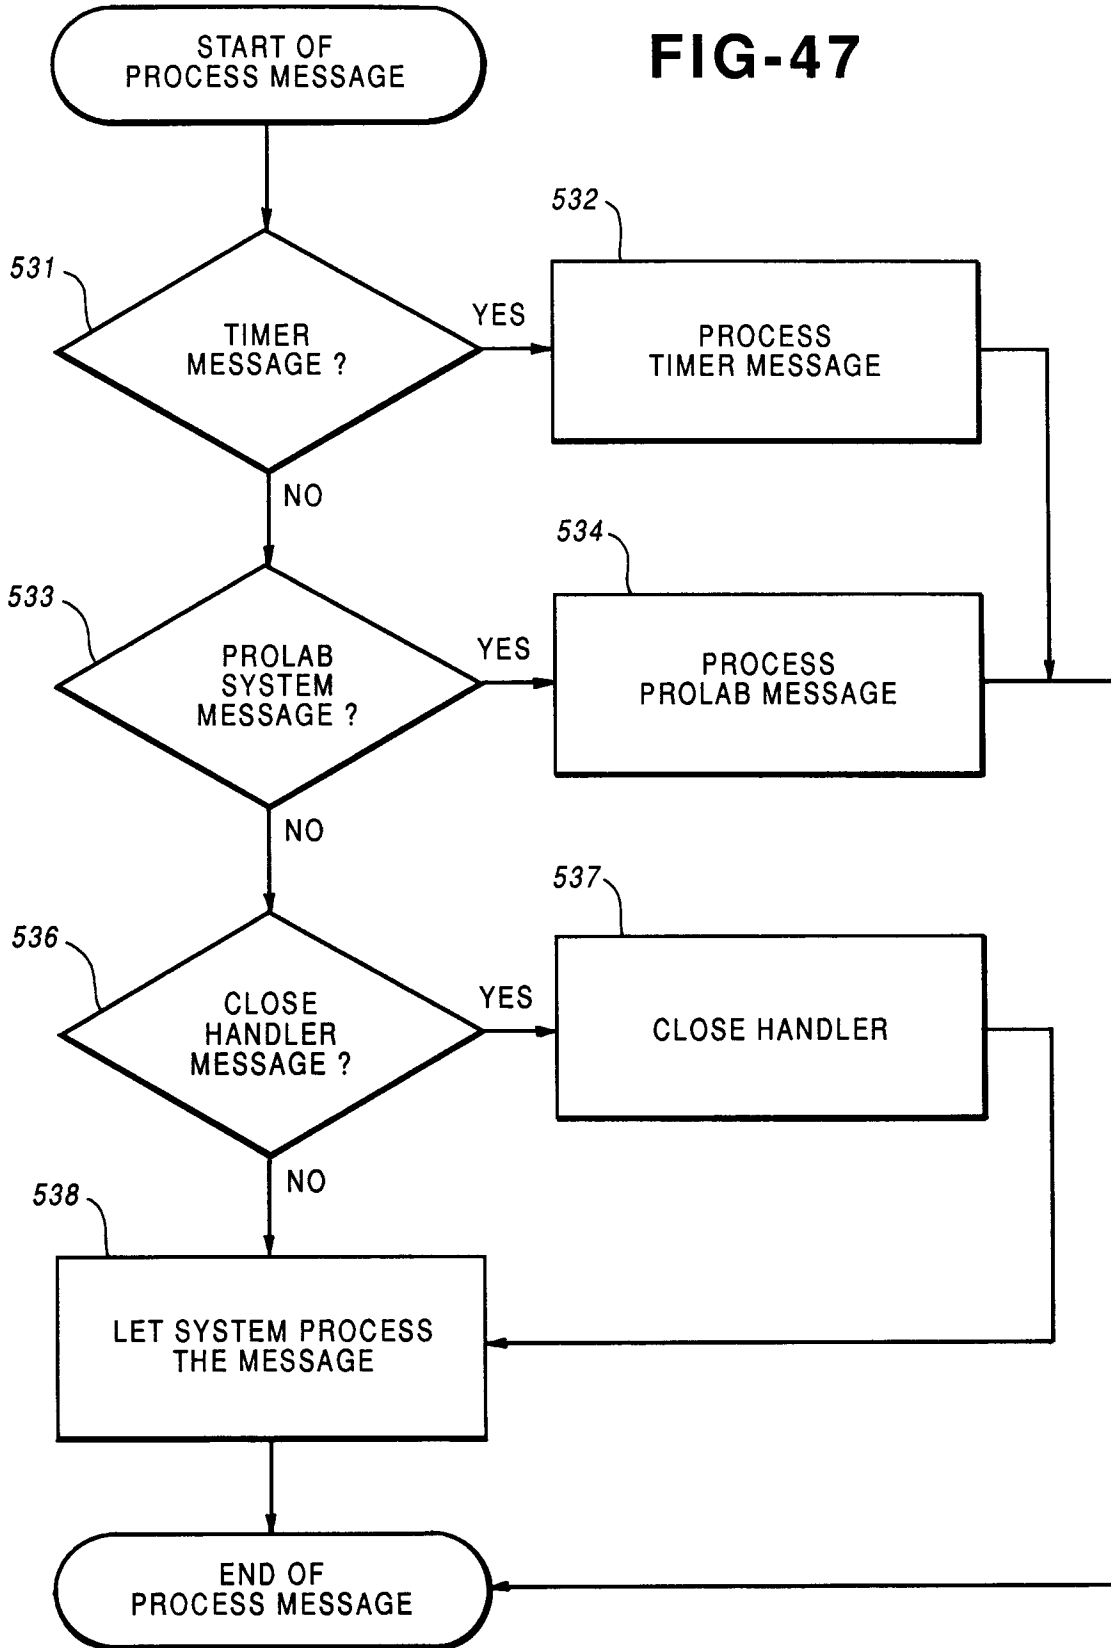 START OF
PROCESS MESSAGE
FIG-47
531
TIMER
MESSAGE ?
YES
532
PROCESS
TIMER MESSAGE
NO
533
PROLAB
SYSTEM
MESSAGE ?
YES
534
PROCESS
PROLAB MESSAGE
NO
536
CLOSE
HANDLER
MESSAGE ?
YES
537
CLOSE HANDLER
NO
538
LET SYSTEM PROCESS
THE MESSAGE
END OF
PROCESS MESSAGE